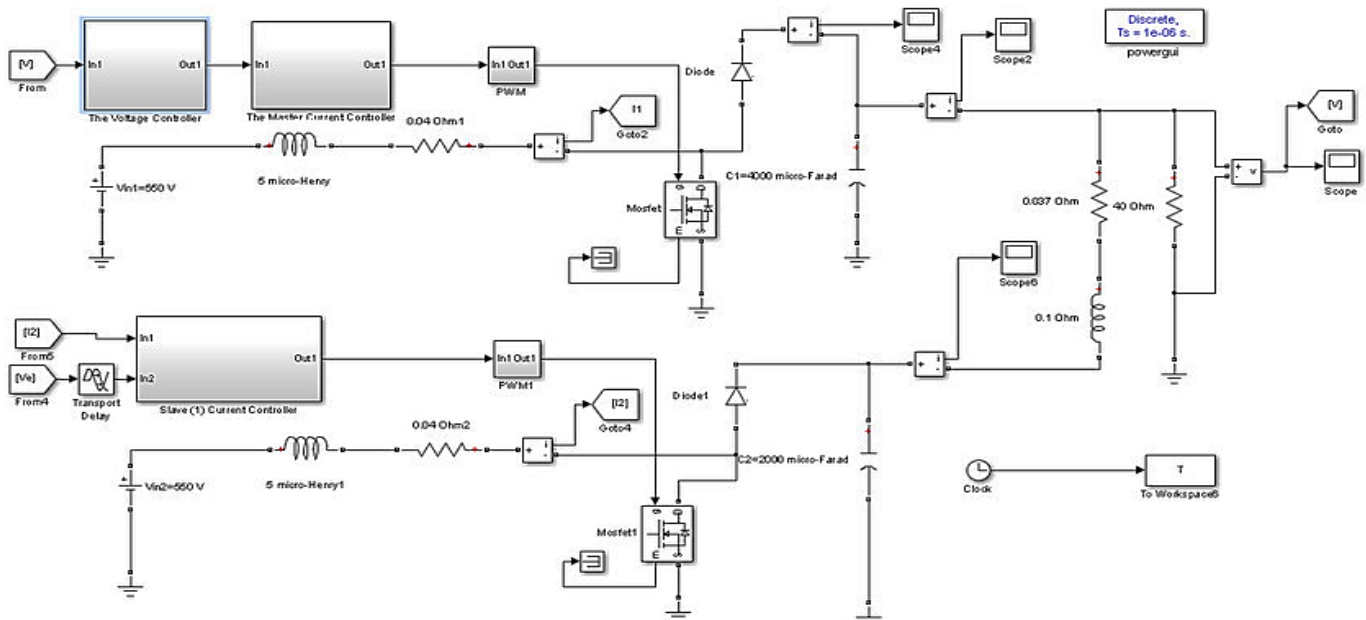 [V]
From
In1
Out1
The Voltage Controller
In1
Out1
The Master Current Controller
In1 Out1
PWM
Diode
i
Scope4
i
Scope2
Discrete,
Ts = 1e-06 s.
powergui
[V]
Goto
v
Scope
Vin1=550 V
5 micro-Henry
0.04 Ohm1
i
I1
Goto2
Mosfet
g
D
m
S
C1=4000 micro-Farad
0.037 Ohm
40 Ohm
0.1 Ohm
Scope6
i
[I2]
From5
[Ve]
From4
Transport
Delay
In1
In2
Out1
Slave (1) Current Controller
In1 Out1
PWM1
Diode1
[I2]
Goto4
Vin2=550 V
5 micro-Henry1
0.04 Ohm2
i
C2=2000 micro-Farad
Mosfet1
g
D
m
S
Clock
T
To Workspace6